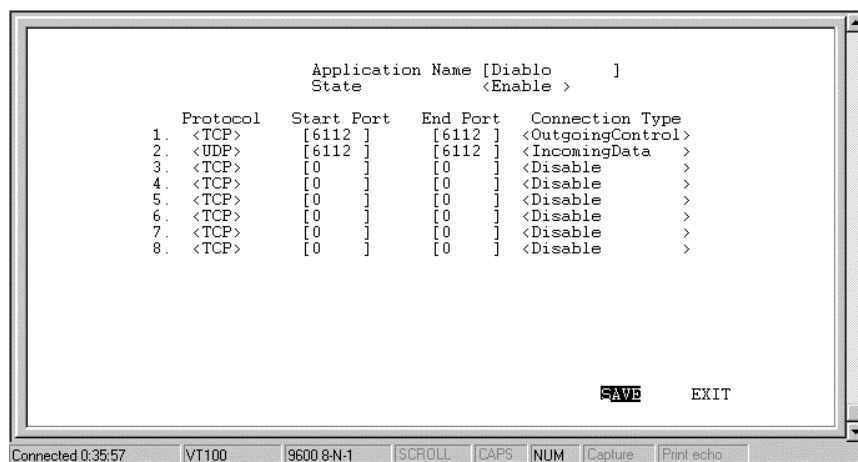 Application Name [Diablo ]
State <Enable >
Protocol Start Port End Port Connection Type
1. <TCP> [6112 ] [6112 ] <OutgoingControl>
2. <UDP> [6112 ] [6112 ] <IncomingData >
3. <TCP> [0 ] [0 ] <Disable >
4. <TCP> [0 ] [0 ] <Disable >
5. <TCP> [0 ] [0 ] <Disable >
6. <TCP> [0 ] [0 ] <Disable >
7. <TCP> [0 ] [0 ] <Disable >
8. <TCP> [0 ] [0 ] <Disable >
SAVE EXIT
Connected 0:35:57 VT100 9600 8-N-1 SCROLL CAPS NUM Capture Print echo